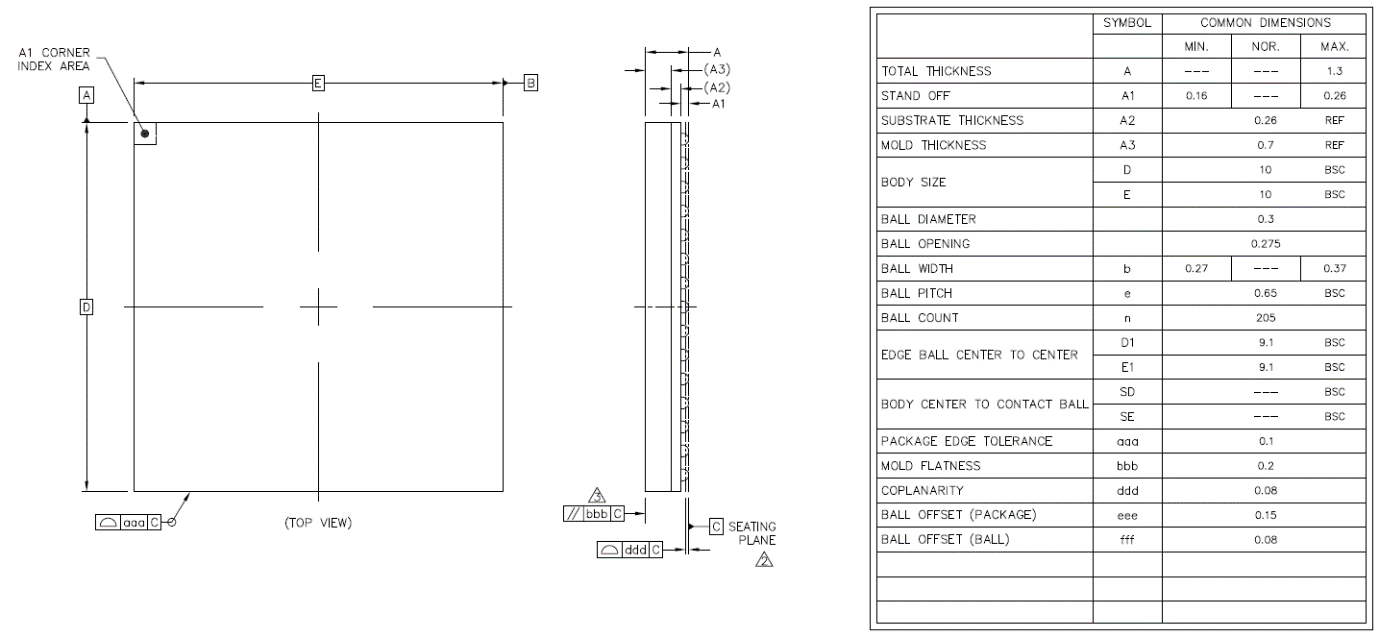 A1 CORNER
INDEX AREA
A
E
B
D
aaa C
(TOP VIEW)
A
(A3)
(A2)
A1
3
// bbb C
ddd C
C SEATING
PLANE
2
SYMBOL COMMON DIMENSIONS
MIN. NOR. MAX.
TOTAL THICKNESS A --- --- 1.3
STAND OFF A1 0.16 --- 0.26
SUBSTRATE THICKNESS A2 0.26 REF
MOLD THICKNESS A3 0.7 REF
BODY SIZE D 10 BSC
E 10 BSC
BALL DIAMETER 0.3
BALL OPENING 0.275
BALL WIDTH b 0.27 --- 0.37
BALL PITCH e 0.65 BSC
BALL COUNT n 205
EDGE BALL CENTER TO CENTER D1 9.1 BSC
E1 9.1 BSC
BODY CENTER TO CONTACT BALL SD --- BSC
SE --- BSC
PACKAGE EDGE TOLERANCE aaa 0.1
MOLD FLATNESS bbb 0.2
COPLANARITY ddd 0.08
BALL OFFSET (PACKAGE) eee 0.15
BALL OFFSET (BALL) fff 0.08